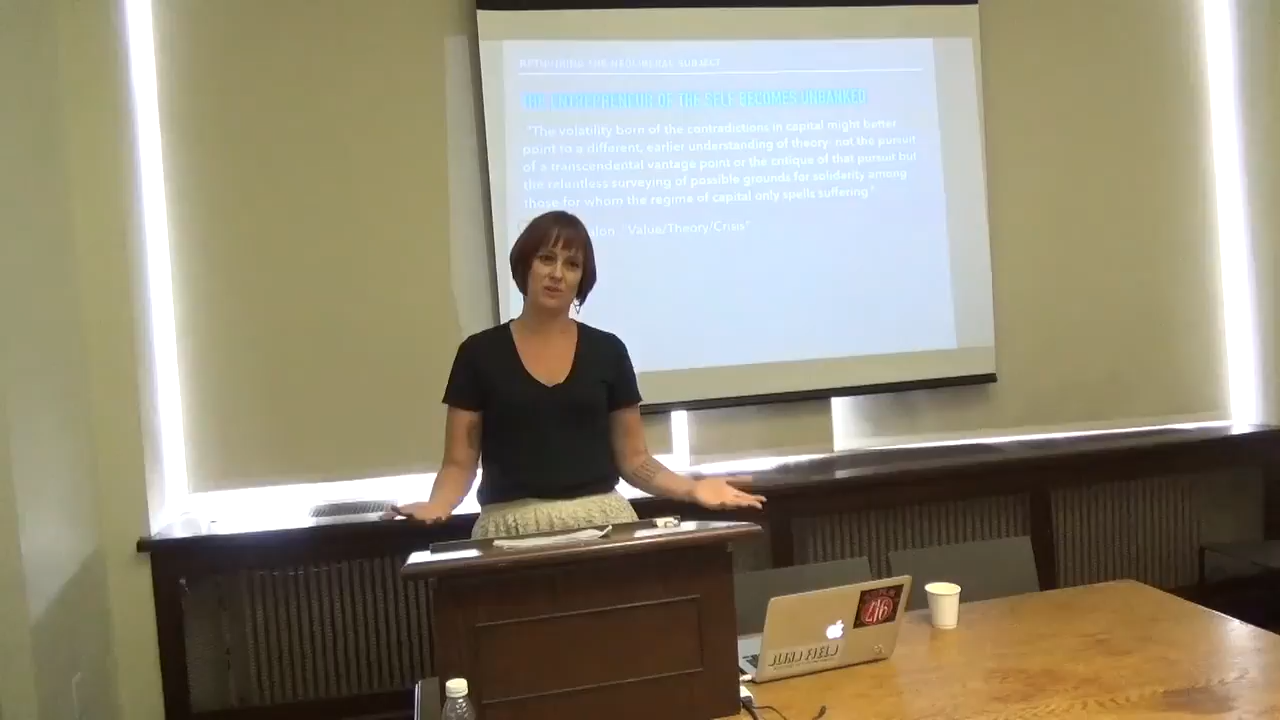 RETHINKING THE NEOLIBERAL SUBJECT
THE ENTREPRENEUR OF THE SELF BECOMES UNBANKED
"The volatility born of the contradictions in capital might better
point to a different, earlier understanding of theory not the pursuit
of a transcendental vantage point or the critique of that pursuit but
the relentless surveying of possible grounds for solidarity among
those for whom the regime of capital only spells suffering"
"Value/Theory/Crisis"
BLIND FIELD